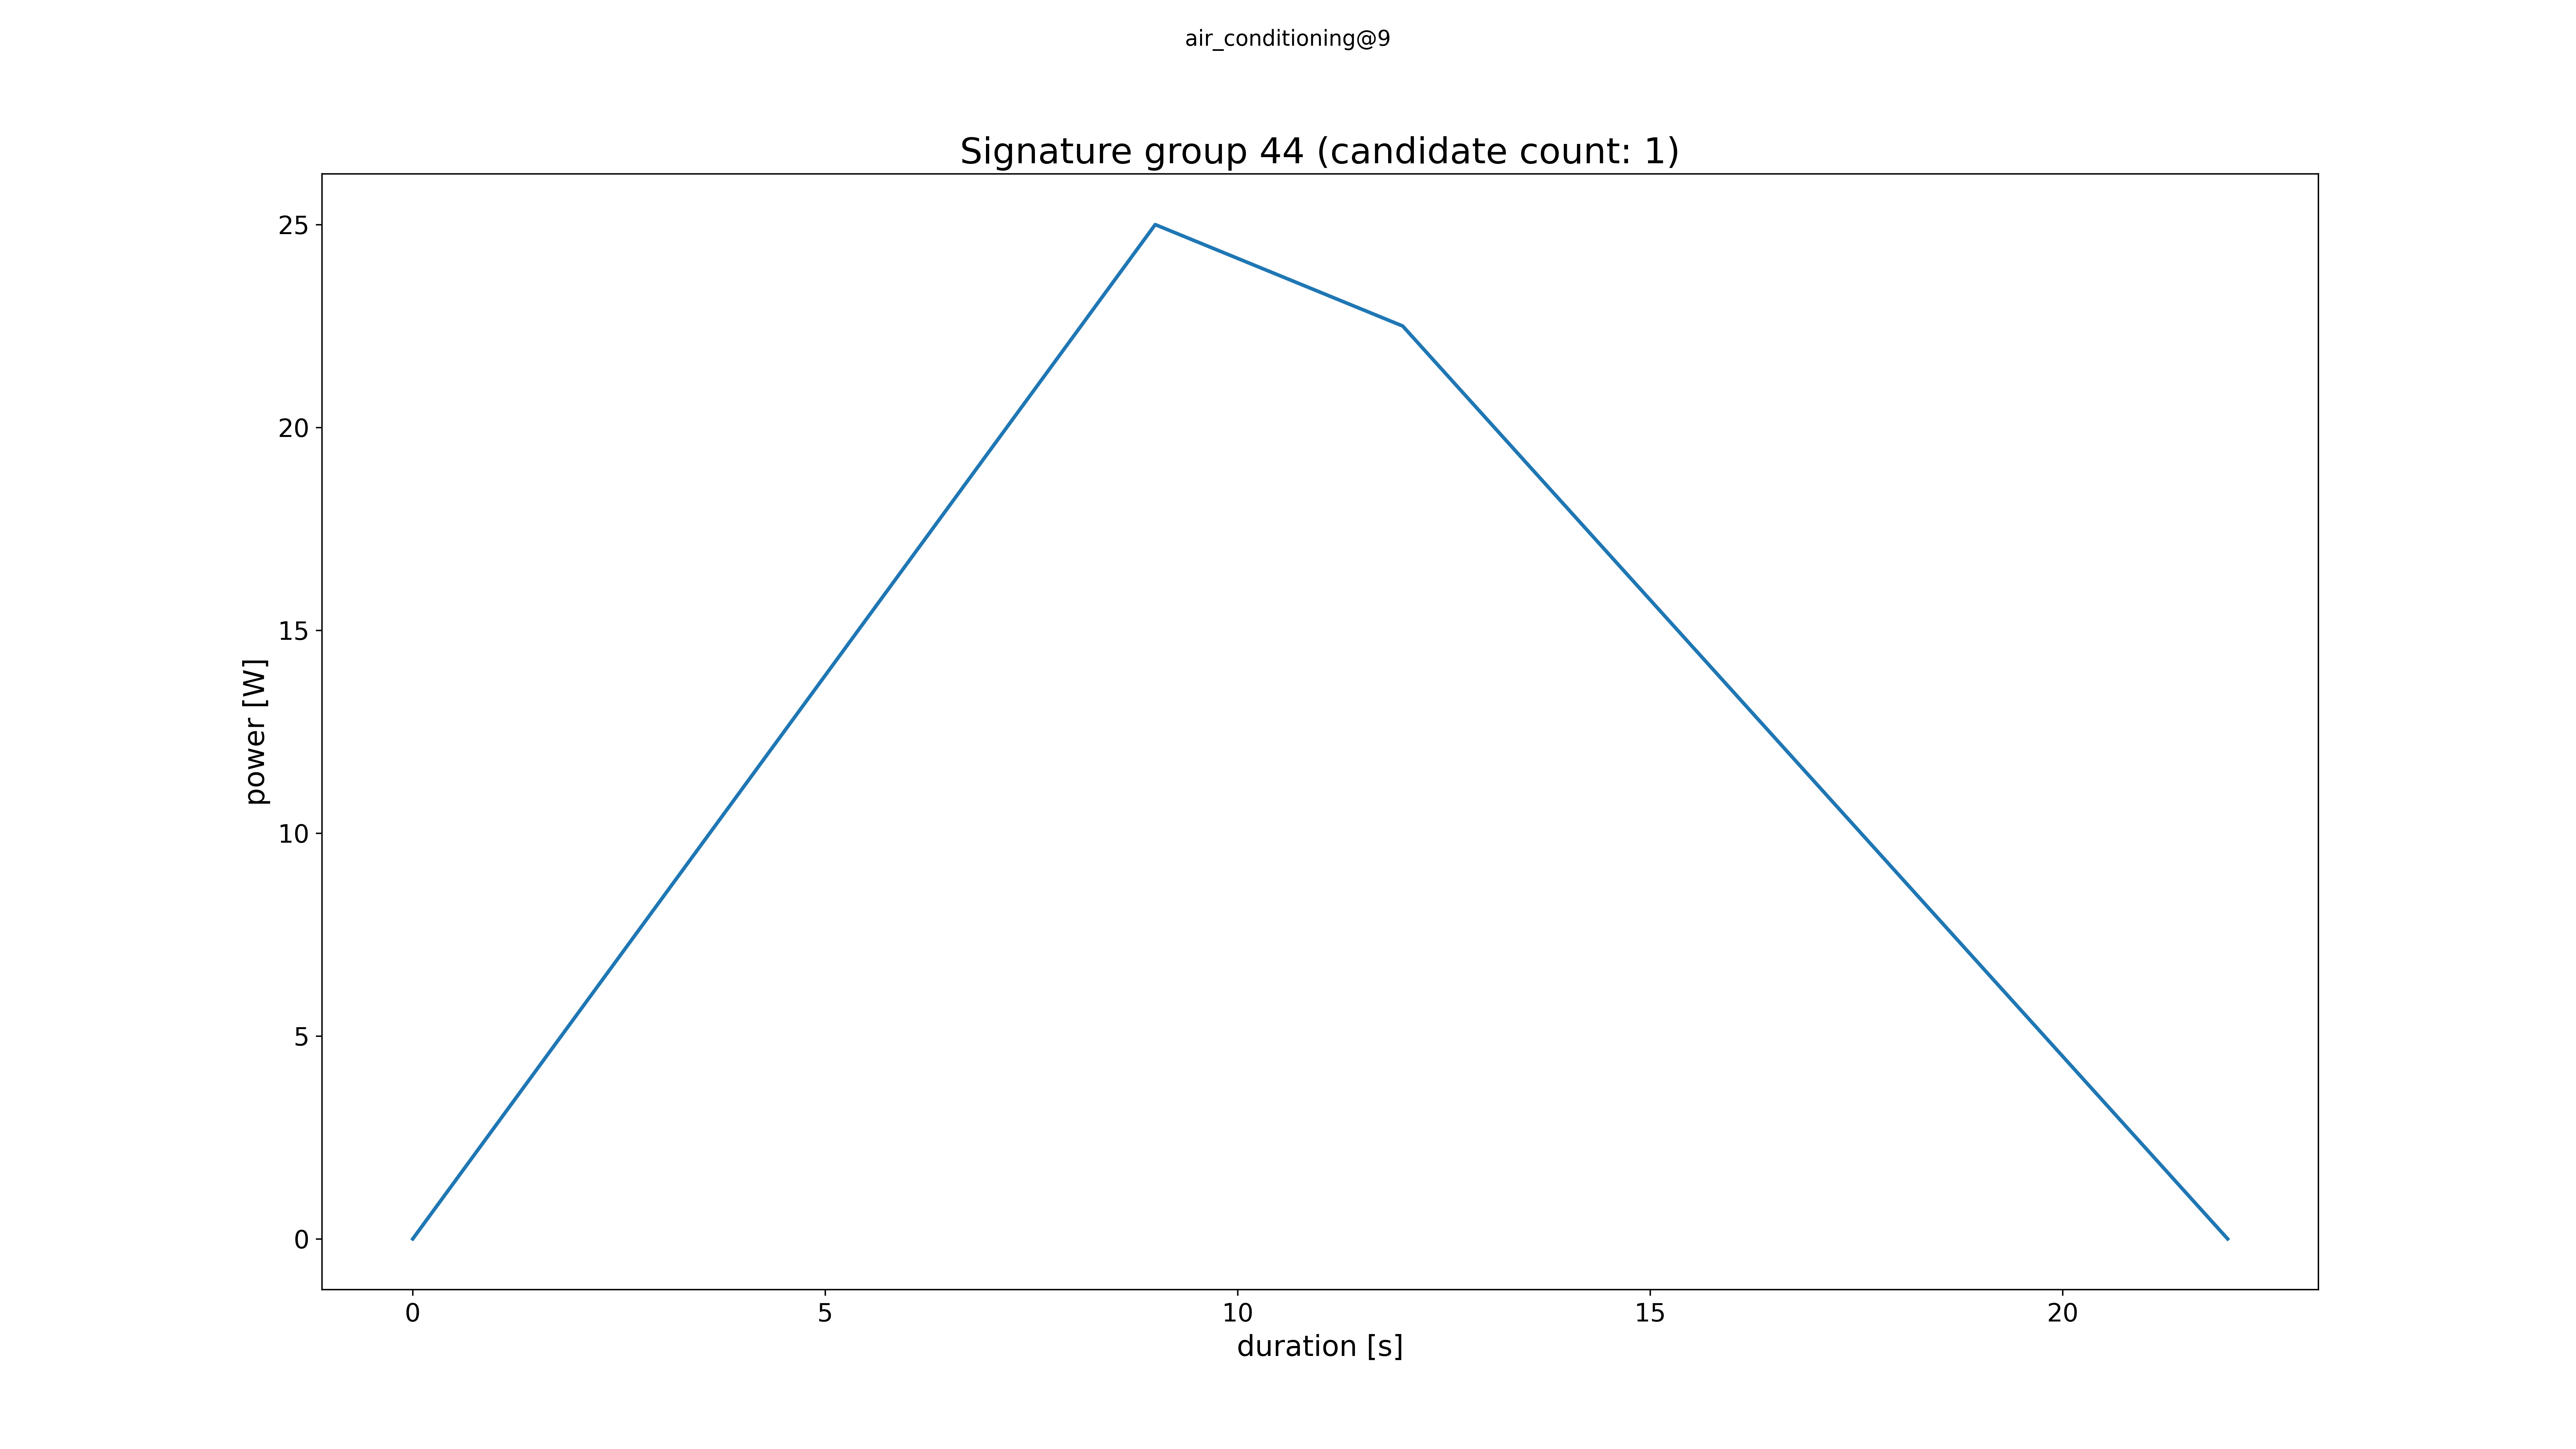 air_conditioning@9
Signature group 44 (candidate count: 1)
25
20
15
10
5
0
power [W]
0 5 10 15 20
duration [s]